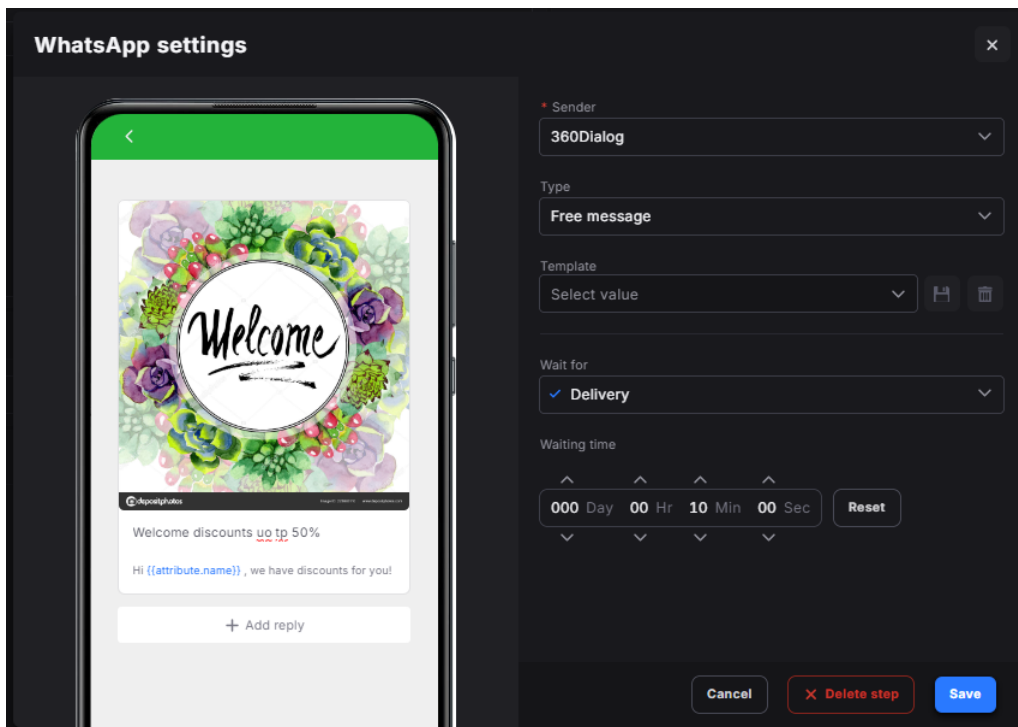 WhatsApp settings
* Sender
360Dialog
Type
Free message
Template
Select value
Wait for
Delivery
Waiting time
000 Day 00 Hr 10 Min 00 Sec
Reset
Welcome
depositphotos
Welcome discounts uo tp 50%
Hi {{attribute.name}} , we have discounts for you!
+ Add reply
Cancel
Delete step
Save